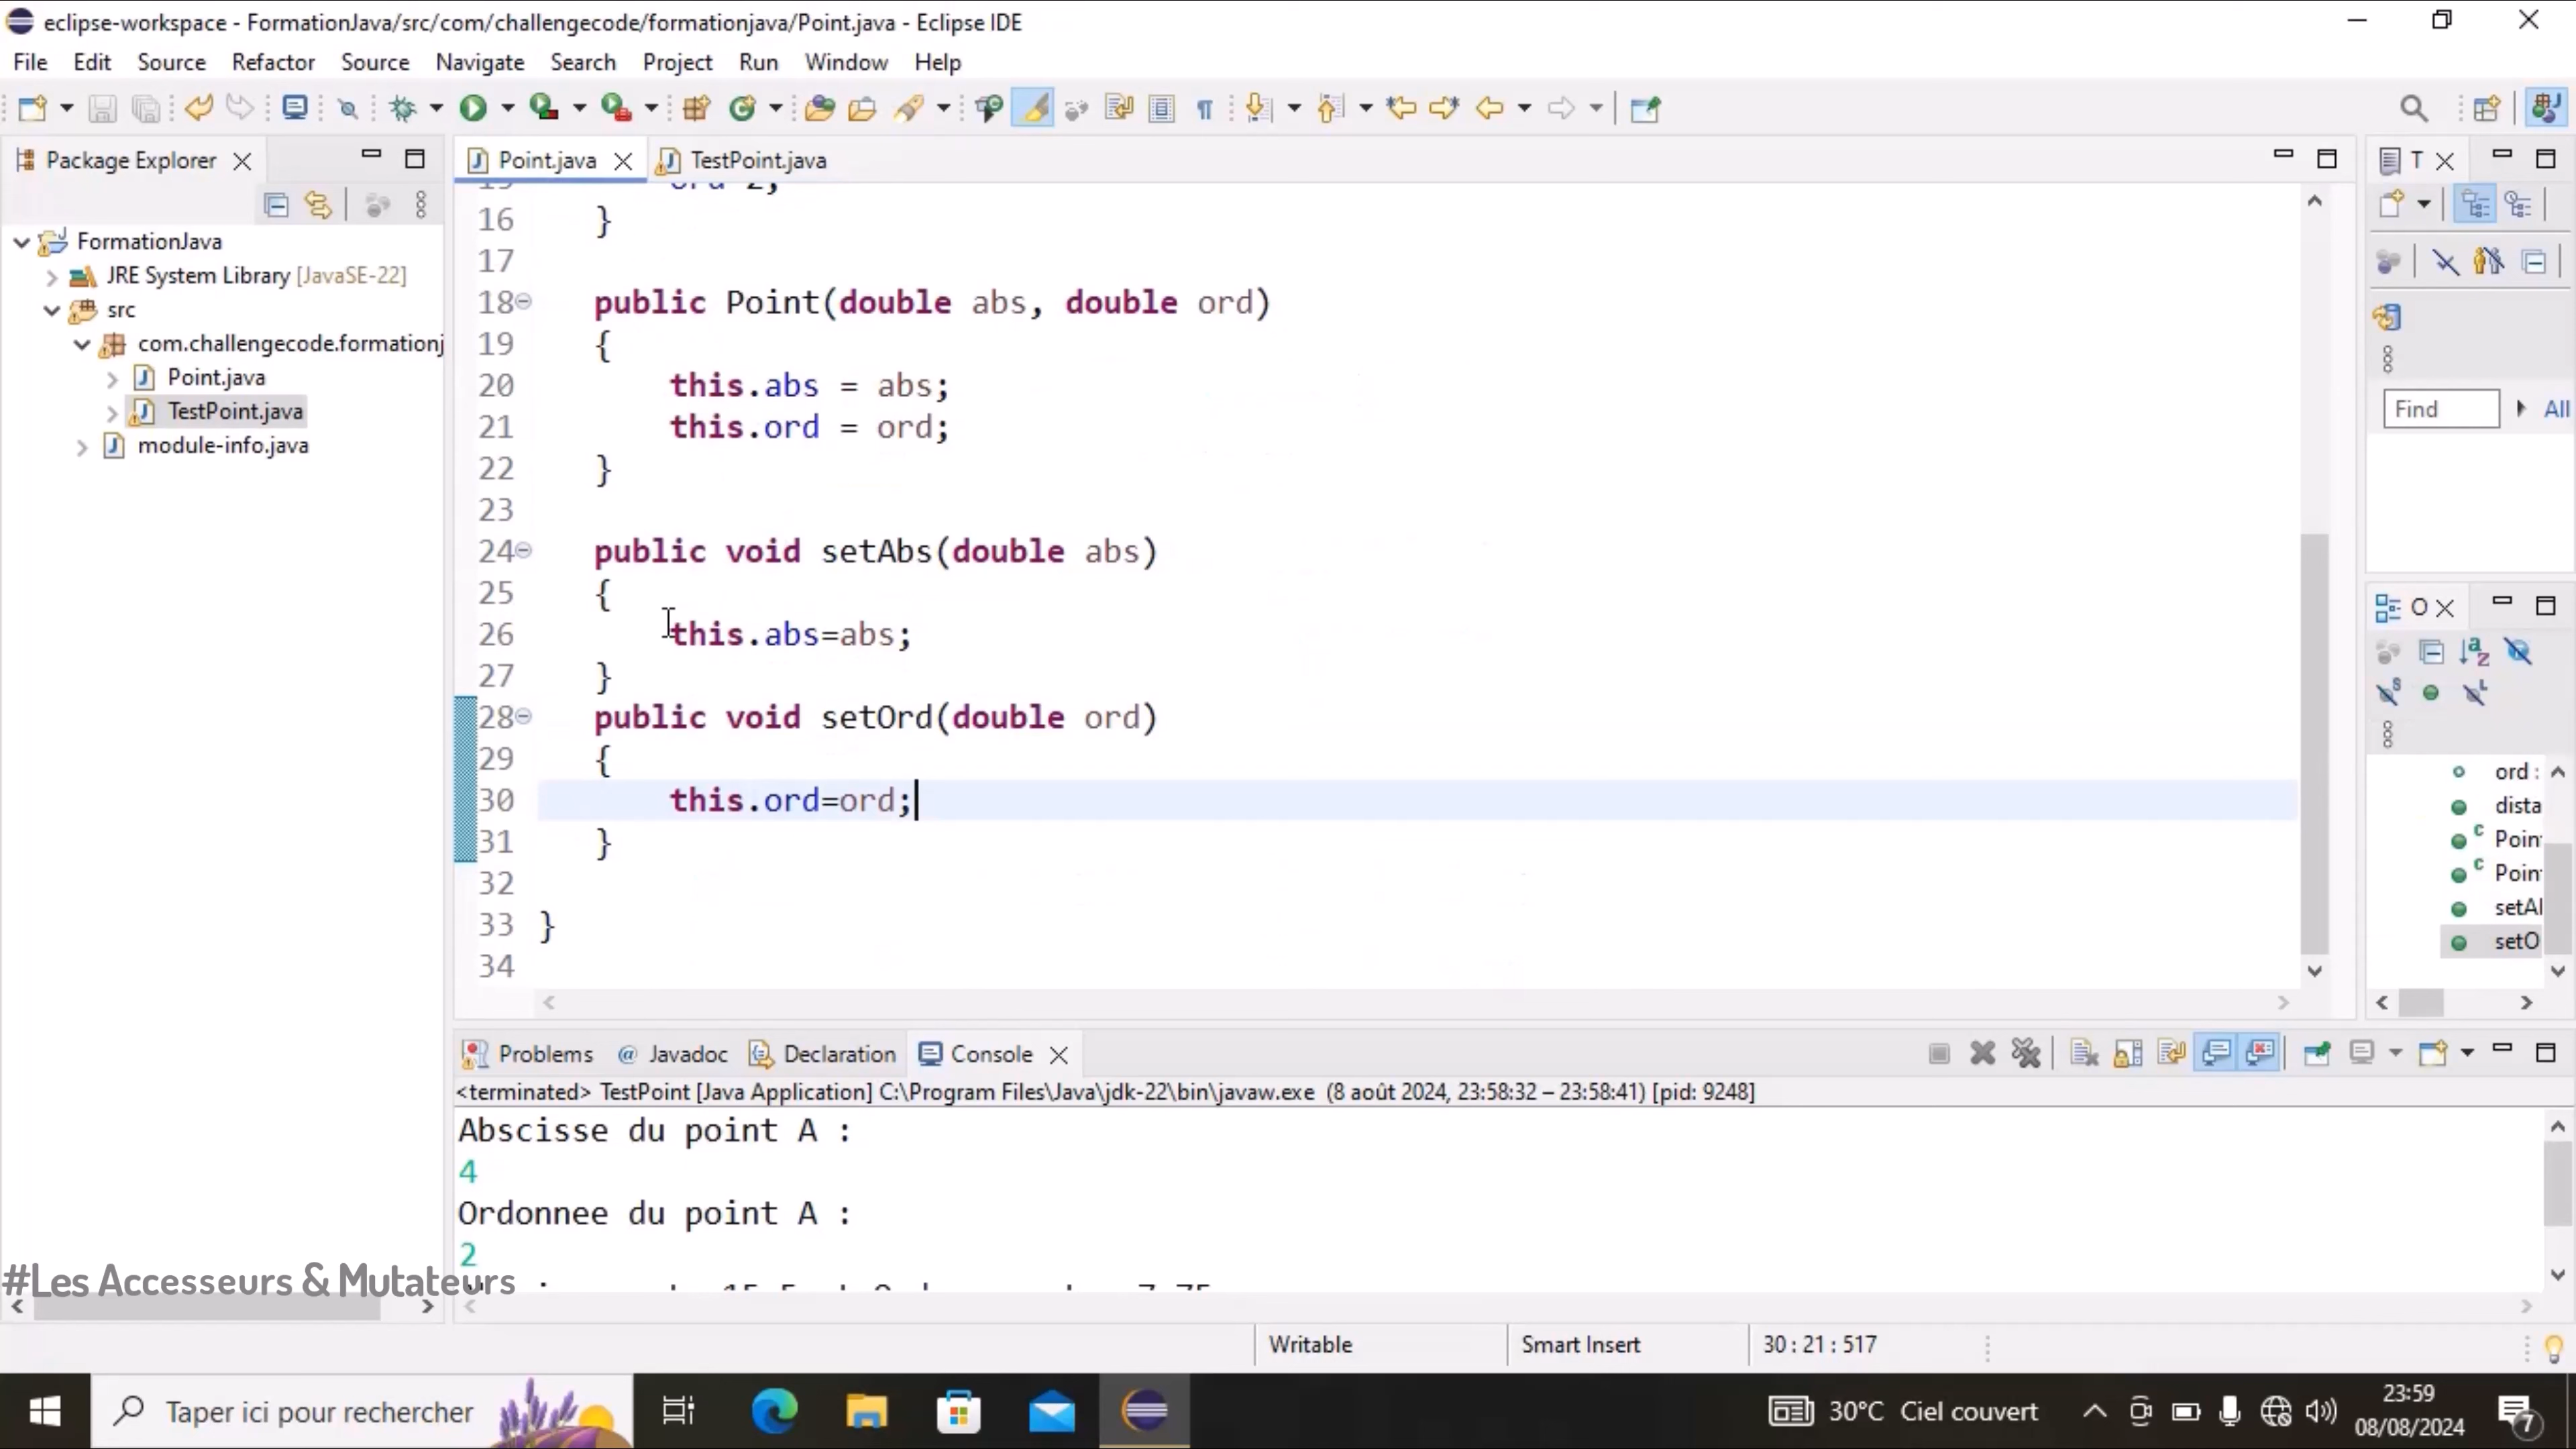 eclipse-workspace - FormationJava/src/com/challengecode/formationjava/Point.java - Eclipse IDE
File Edit Source Refactor Source Navigate Search Project Run Window Help
Package Explorer
FormationJava
JRE System Library [JavaSE-22]
src
com.challengecode.formationj
Point.java
TestPoint.java
module-info.java
Point.java TestPoint.java
16 }
17
18 public Point(double abs, double ord)
19 {
20 this.abs = abs;
21 this.ord = ord;
22 }
23
24 public void setAbs(double abs)
25 {
26 this.abs=abs;
27 }
28 public void setOrd(double ord)
29 {
30 this.ord=ord;
31 }
32
33 }
34
T
Find All
O
ord :
dista
Poin
Poin
setAl
setO
Problems @ Javadoc Declaration Console
<terminated> TestPoint [Java Application] C:\Program Files\Java\jdk-22\bin\javaw.exe (8 août 2024, 23:58:32 – 23:58:41) [pid: 9248]
Abscisse du point A :
4
Ordonnee du point A :
2
#Les Accesseurs & Mutateurs
Writable Smart Insert 30 : 21 : 517
Taper ici pour rechercher
30°C Ciel couvert
23:59
08/08/2024
7